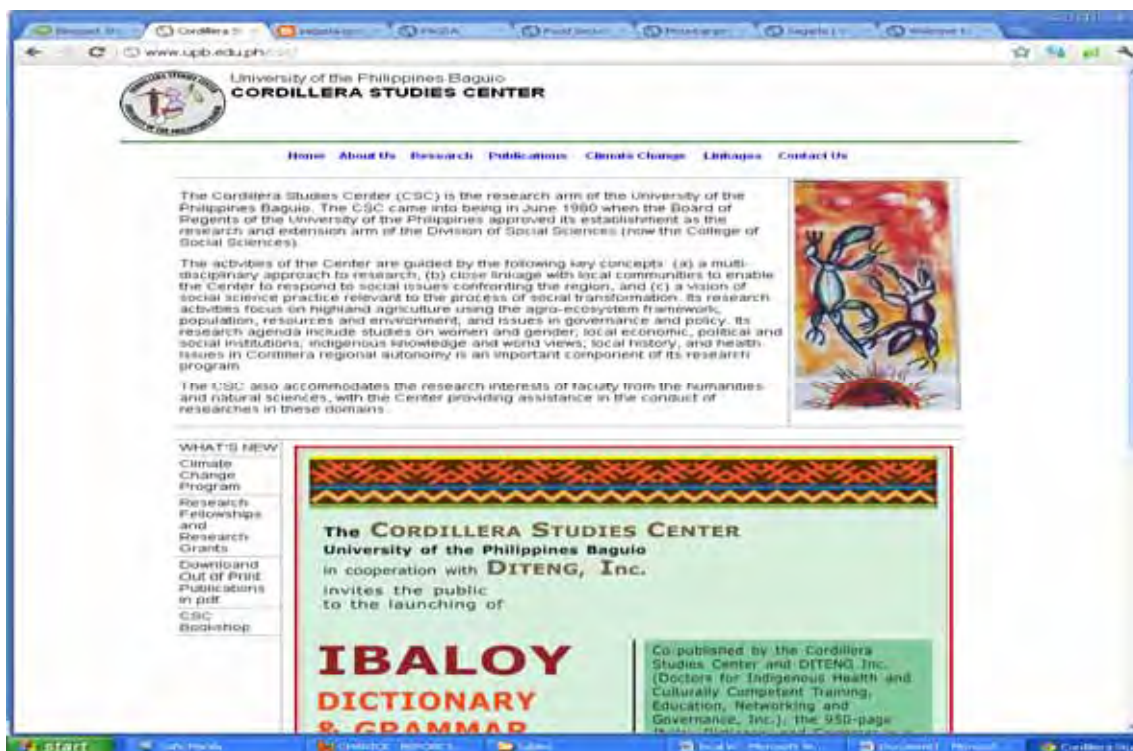 Cordillera St
www.upb.edu.ph/csc/
University of the Philippines Baguio
CORDILLERA STUDIES CENTER
Home About Us Research Publications Climate Change Linkages Contact Us
The Cordillera Studies Center (CSC) is the research arm of the University of the
Philippines Baguio. The CSC came into being in June 1980 when the Board of
Regents of the University of the Philippines approved its establishment as the
research and extension arm of the Division of Social Sciences (now the College of
Social Sciences)
The activities of the Center are guided by the following key concepts: (a) a multi-
disciplinary approach to research, (b) close linkage with local communities to enable
the Center to respond to social issues confronting the region, and (c) a vision of
social science practice relevant to the process of social transformation. Its research
activities focus on highland agriculture using the agro-ecosystem framework,
population, resources and environment, and issues in governance and policy. Its
research agenda include studies on women and gender; local economic, political and
social institutions; indigenous knowledge and world views; local history, and health.
Issues in Cordillera regional autonomy is an important component of its research
program
The CSC also accommodates the research interests of faculty from the humanities
and natural sciences, with the Center providing assistance in the conduct of
researches in these domains.
WHAT'S NEW
Climate
Change
Program
Research
Fellowships
and
Research
Grants
Download
Out of Print
Publications
in pdf
CSC
Bookshop
The CORDILLERA STUDIES CENTER
University of the Philippines Baguio
in cooperation with DITENG, Inc.
invites the public
to the launching of
IBALOY
DICTIONARY
& GRAMMAR
Co-published by the Cordillera
Studies Center and DITENG Inc.
(Doctors for Indigenous Health and
Culturally Competent Training,
Education, Networking and
Governance, Inc.), the 950-page
start